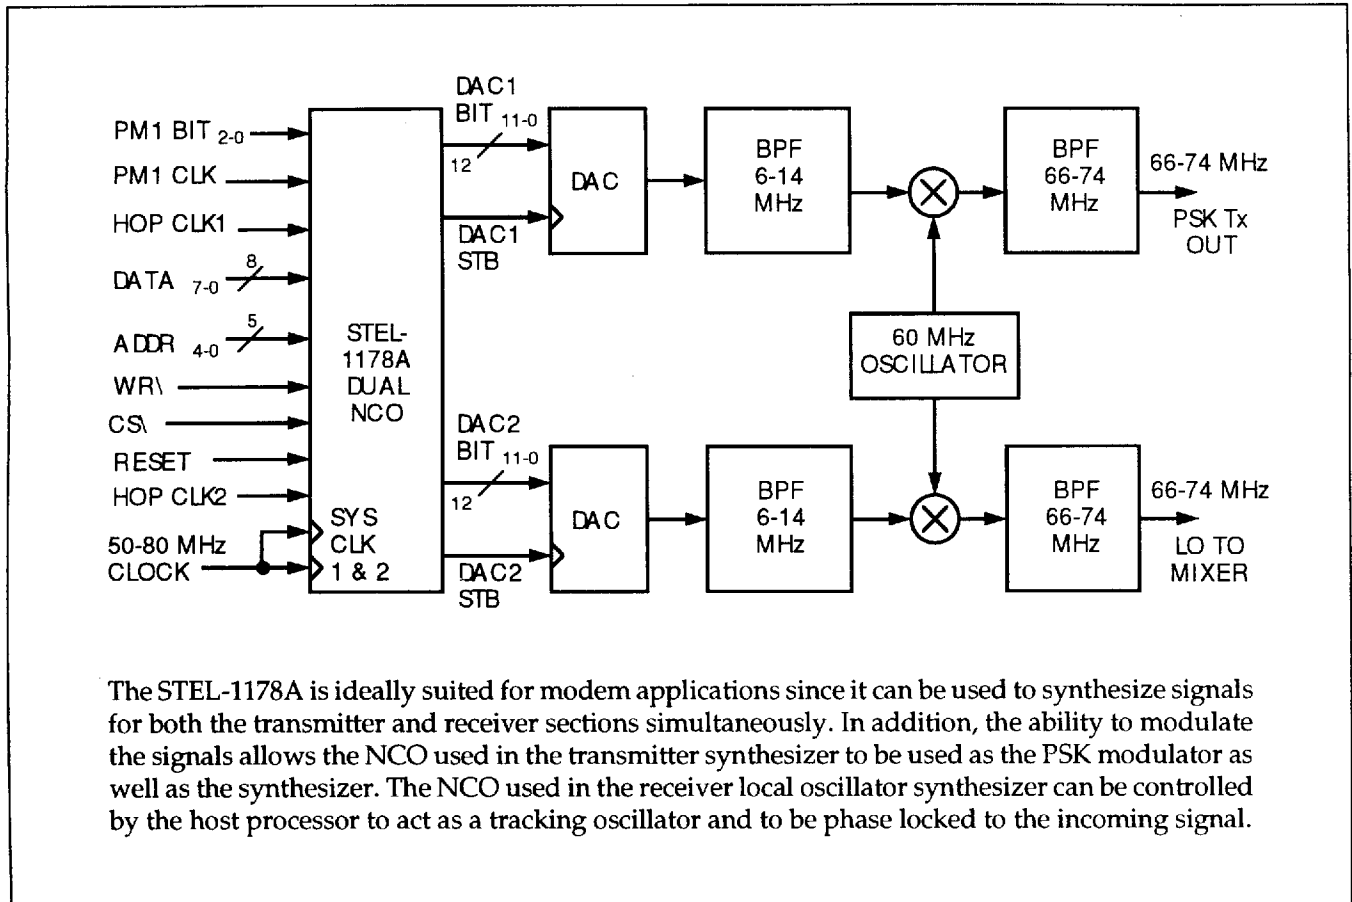 PM1 BIT 2-0
PM1 CLK
HOP CLK1
DATA 7-0
8
ADDR 4-0
5
WR\
CS\
RESET
HOP CLK2
50-80 MHz
CLOCK
STEL-
1178A
DUAL
NCO
SYS
CLK
1 & 2
DAC1
BIT 11-0
12
DAC1
STB
DAC
BPF
6-14
MHz
BPF
66-74
MHz
66-74 MHz
PSK Tx
OUT
60 MHz
OSCILLATOR
DAC2
BIT 11-0
12
DAC2
STB
DAC
BPF
6-14
MHz
BPF
66-74
MHz
66-74 MHz
LO TO
MIXER
The STEL-1178A is ideally suited for modem applications since it can be used to synthesize signals
for both the transmitter and receiver sections simultaneously. In addition, the ability to modulate
the signals allows the NCO used in the transmitter synthesizer to be used as the PSK modulator as
well as the synthesizer. The NCO used in the receiver local oscillator synthesizer can be controlled
by the host processor to act as a tracking oscillator and to be phase locked to the incoming signal.